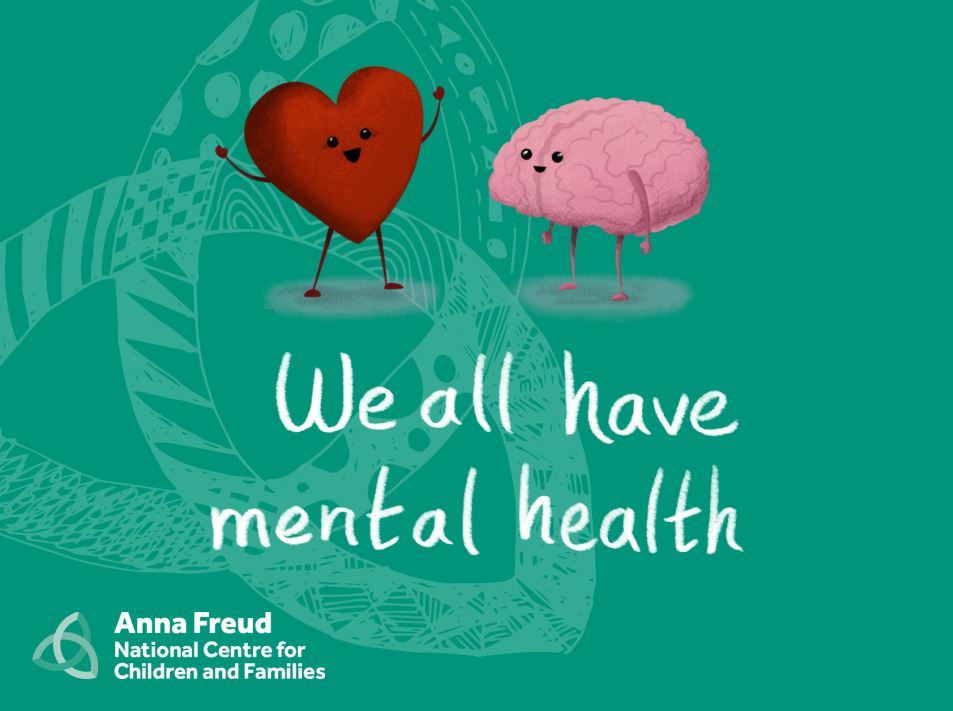 We all have
mental health
Anna Freud
National Centre for
Children and Families